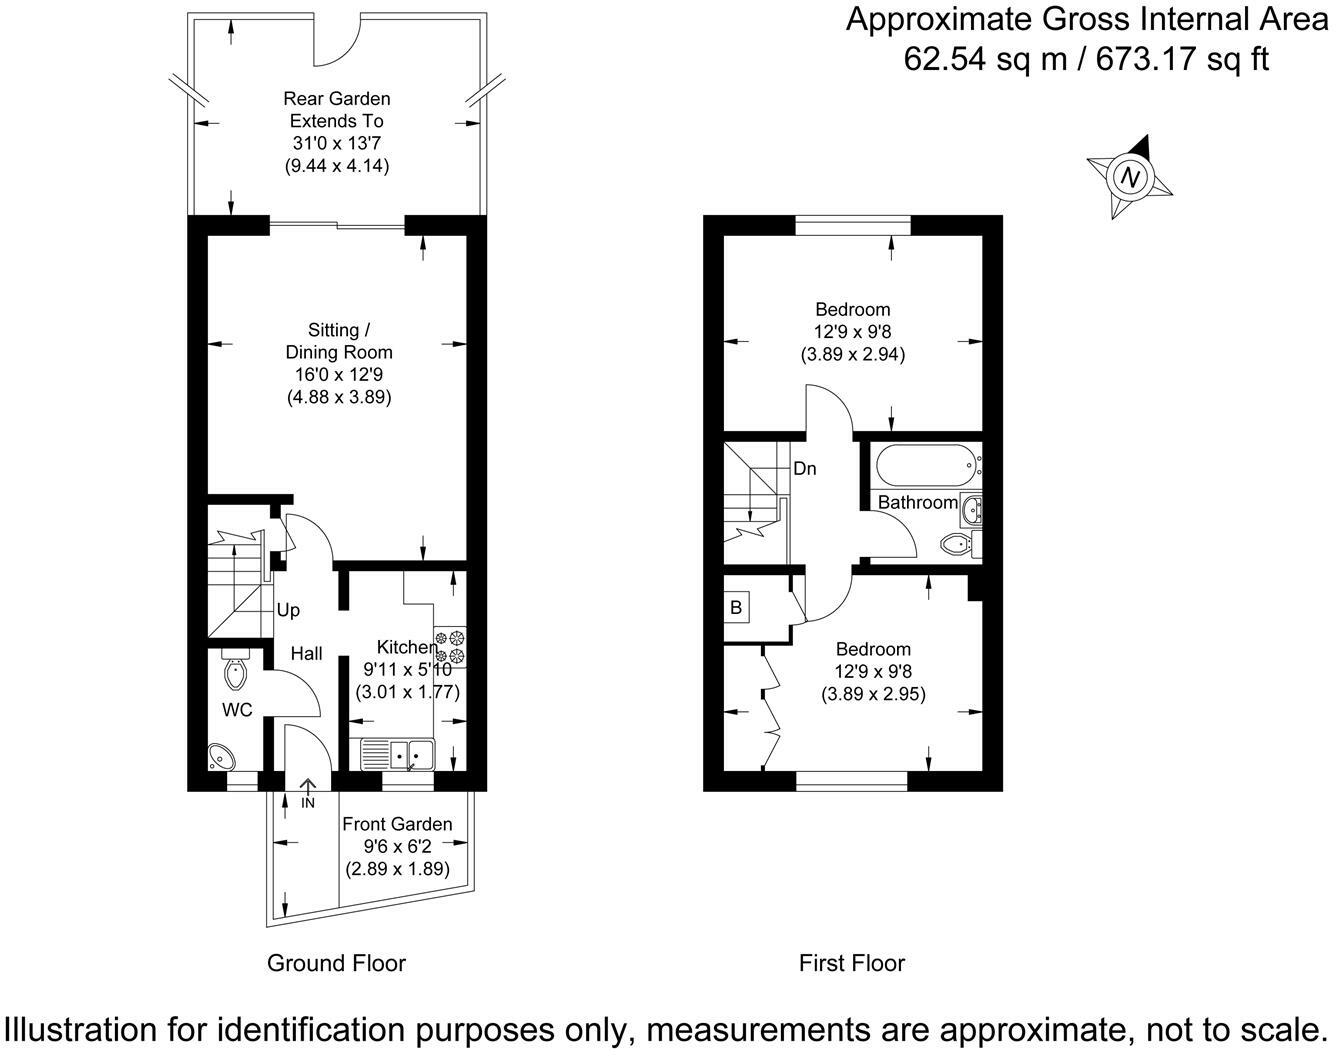 Approximate Gross Internal Area
62.54 sq m / 673.17 sq ft
N
Rear Garden
Extends To
31'0 x 13'7
(9.44 x 4.14)
Sitting /
Dining Room
16'0 x 12'9
(4.88 x 3.89)
Up
Hall
Kitchen
9'11 x 5'10
(3.01 x 1.77)
WC
IN
Front Garden
9'6 x 6'2
(2.89 x 1.89)
Ground Floor
Bedroom
12'9 x 9'8
(3.89 x 2.94)
Dn
Bathroom
B
Bedroom
12'9 x 9'8
(3.89 x 2.95)
First Floor
Illustration for identification purposes only, measurements are approximate, not to scale.